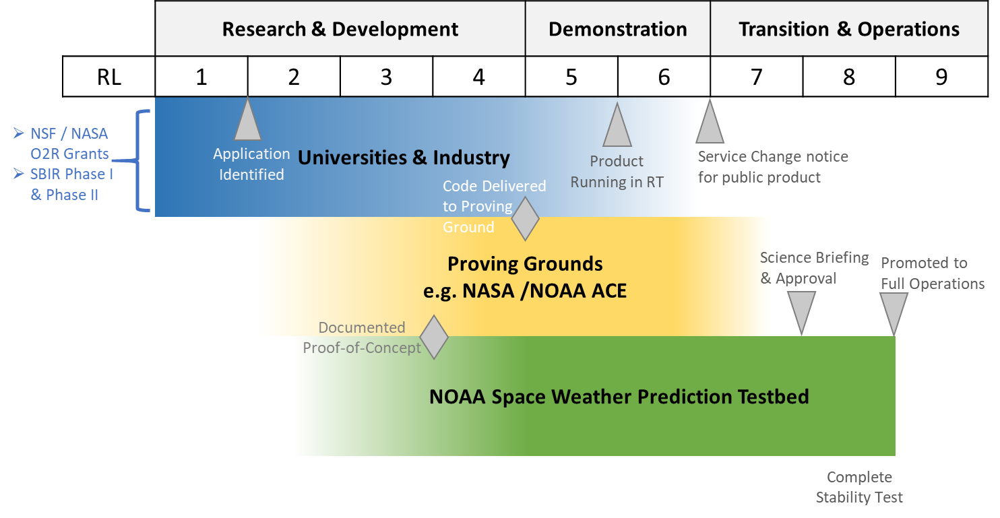 Research & Development
Demonstration
Transition & Operations
RL 1 2 3 4 5 6 7 8 9
➢ NSF / NASA
O2R Grants
➢ SBIR Phase I
& Phase II
Application
Identified
Universities & Industry
Code Delivered
to Proving
Ground
Product
Running in RT
Service Change notice
for public product
Proving Grounds
e.g. NASA /NOAA ACE
Science Briefing
& Approval
Promoted to
Full Operations
Documented
Proof-of-Concept
NOAA Space Weather Prediction Testbed
Complete
Stability Test